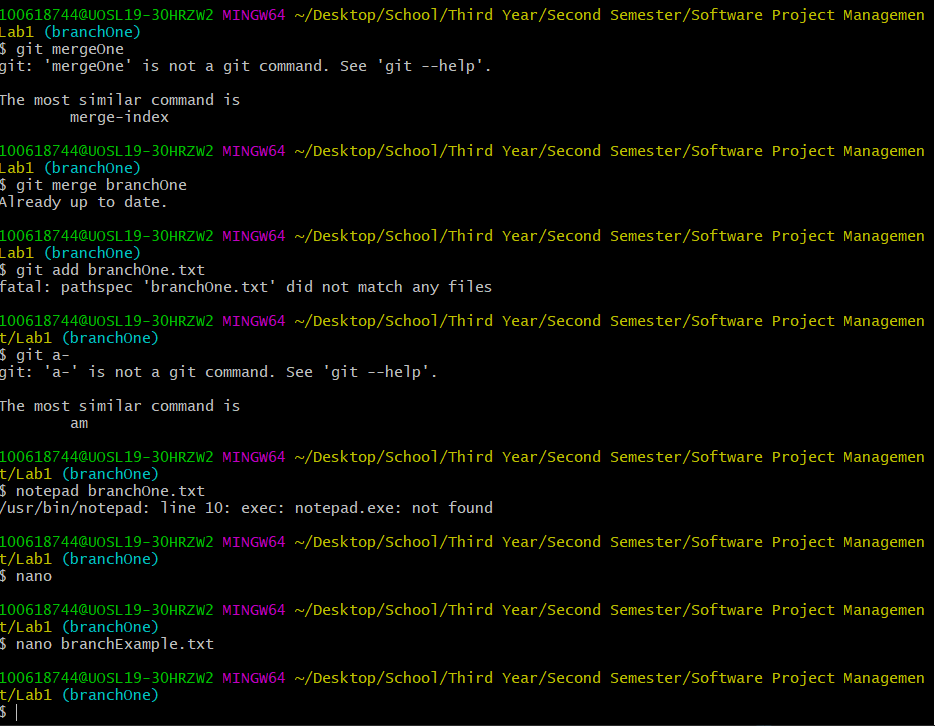 100618744@UOSL19-30HRZW2 MINGW64 ~/Desktop/School/Third Year/Second Semester/Software Project Managemen
Lab1 (branchOne)
$ git mergeOne
git: 'mergeOne' is not a git command. See 'git --help'.
The most similar command is
merge-index
100618744@UOSL19-30HRZW2 MINGW64 ~/Desktop/School/Third Year/Second Semester/Software Project Managemen
Lab1 (branchOne)
$ git merge branchOne
Already up to date.
100618744@UOSL19-30HRZW2 MINGW64 ~/Desktop/School/Third Year/Second Semester/Software Project Managemen
Lab1 (branchOne)
$ git add branchOne.txt
fatal: pathspec 'branchOne.txt' did not match any files
100618744@UOSL19-30HRZW2 MINGW64 ~/Desktop/School/Third Year/Second Semester/Software Project Managemen
t/Lab1 (branchOne)
$ git a-
git: 'a-' is not a git command. See 'git --help'.
The most similar command is
am
100618744@UOSL19-30HRZW2 MINGW64 ~/Desktop/School/Third Year/Second Semester/Software Project Managemen
t/Lab1 (branchOne)
$ notepad branchOne.txt
/usr/bin/notepad: line 10: exec: notepad.exe: not found
100618744@UOSL19-30HRZW2 MINGW64 ~/Desktop/School/Third Year/Second Semester/Software Project Managemen
t/Lab1 (branchOne)
$ nano
100618744@UOSL19-30HRZW2 MINGW64 ~/Desktop/School/Third Year/Second Semester/Software Project Managemen
t/Lab1 (branchOne)
$ nano branchExample.txt
100618744@UOSL19-30HRZW2 MINGW64 ~/Desktop/School/Third Year/Second Semester/Software Project Managemen
t/Lab1 (branchOne)
$